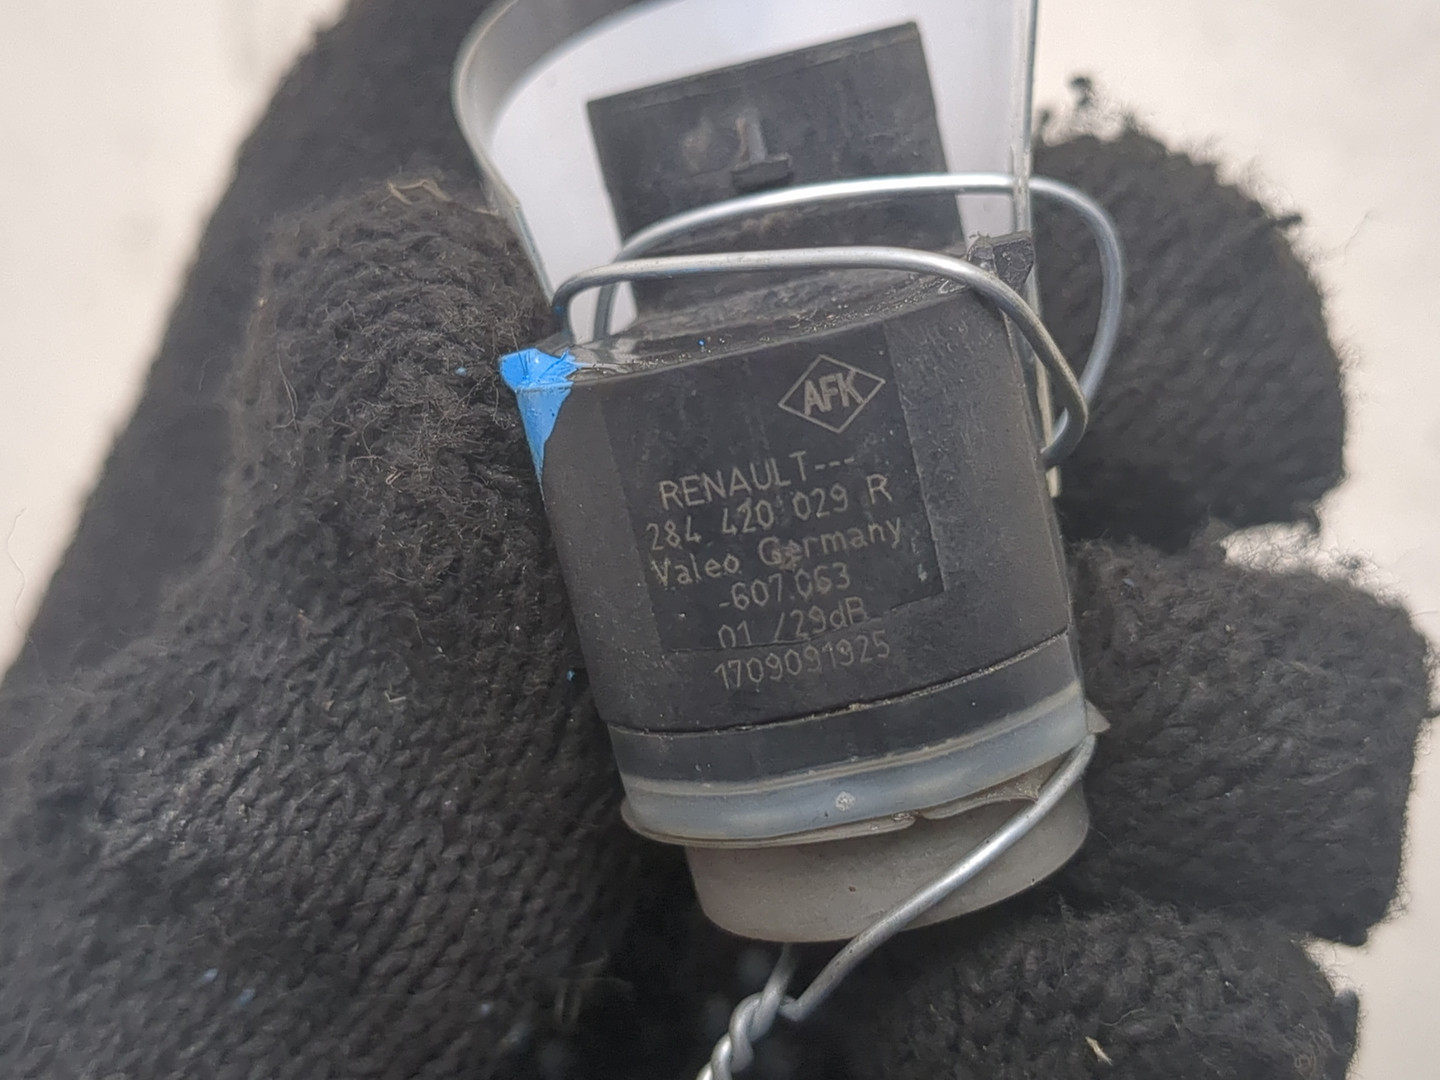 AFK
RENAULT---
284 420 029 R
Valeo Germany
-607.063
01 /29dB
1709091925